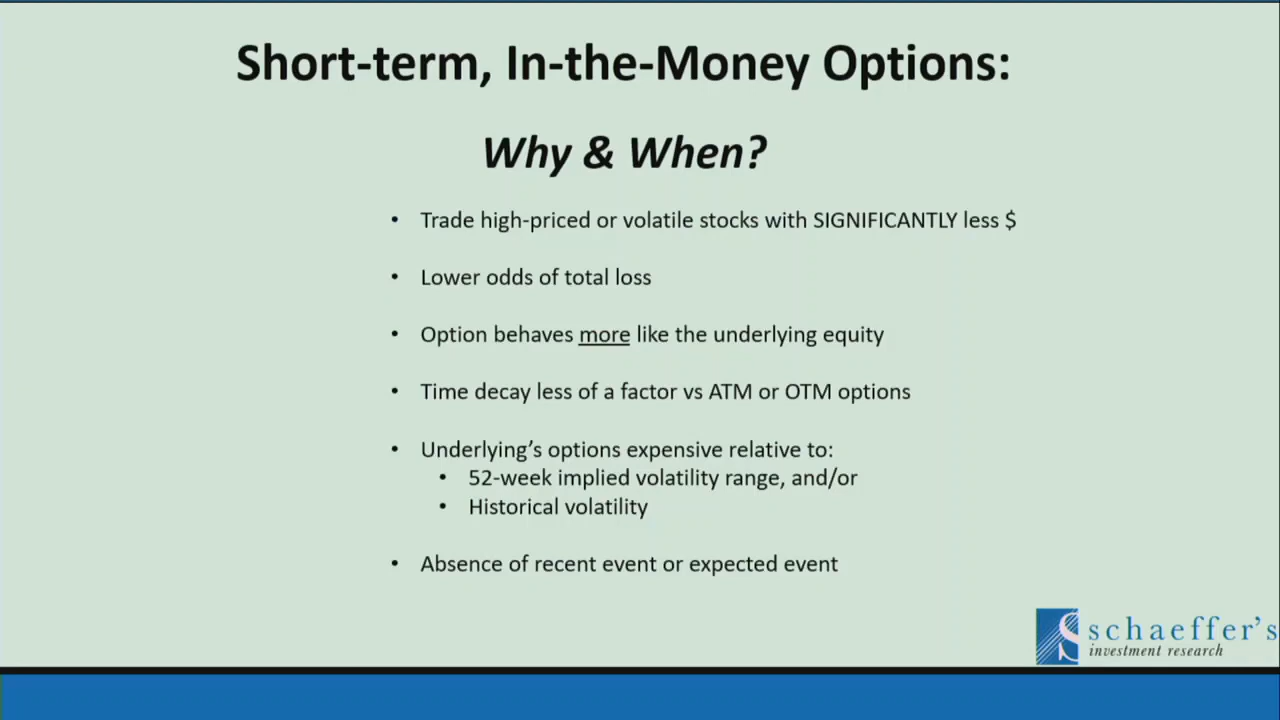 Short-term, In-the-Money Options:
Why & When?
• Trade high-priced or volatile stocks with SIGNIFICANTLY less $
• Lower odds of total loss
• Option behaves more like the underlying equity
• Time decay less of a factor vs ATM or OTM options
• Underlying's options expensive relative to:
• 52-week implied volatility range, and/or
• Historical volatility
• Absence of recent event or expected event
schaeffer's
investment research